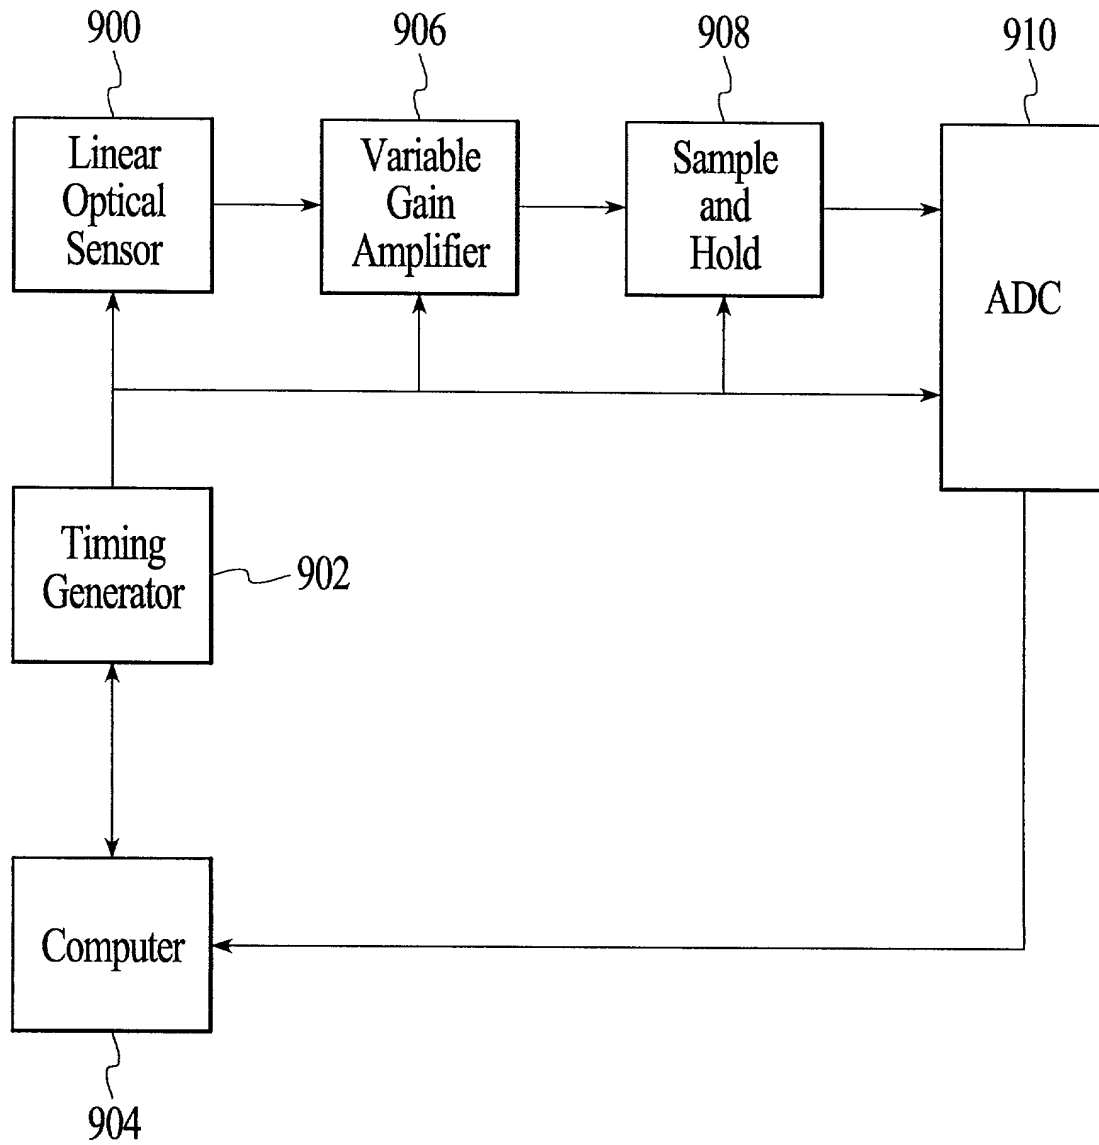 900
906
908
910
Linear
Optical
Sensor
Variable
Gain
Amplifier
Sample
and
Hold
ADC
Timing
Generator
902
Computer
904